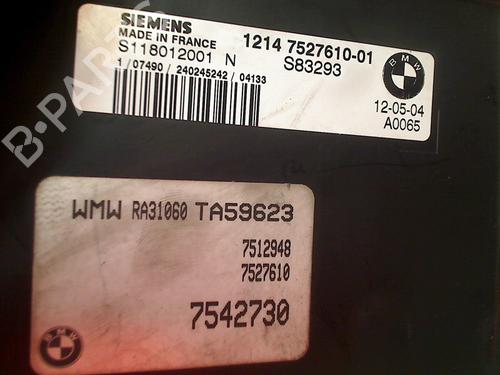 SIEMENS
MADE IN FRANCE
1214 7527610-01
S118012001 N
S83293
1/07490/240245242/04133
BMW
12-05-04
A0065
B-PARTS
WMW RA31060 TA59623
7512948
7527610
7542730
BMW